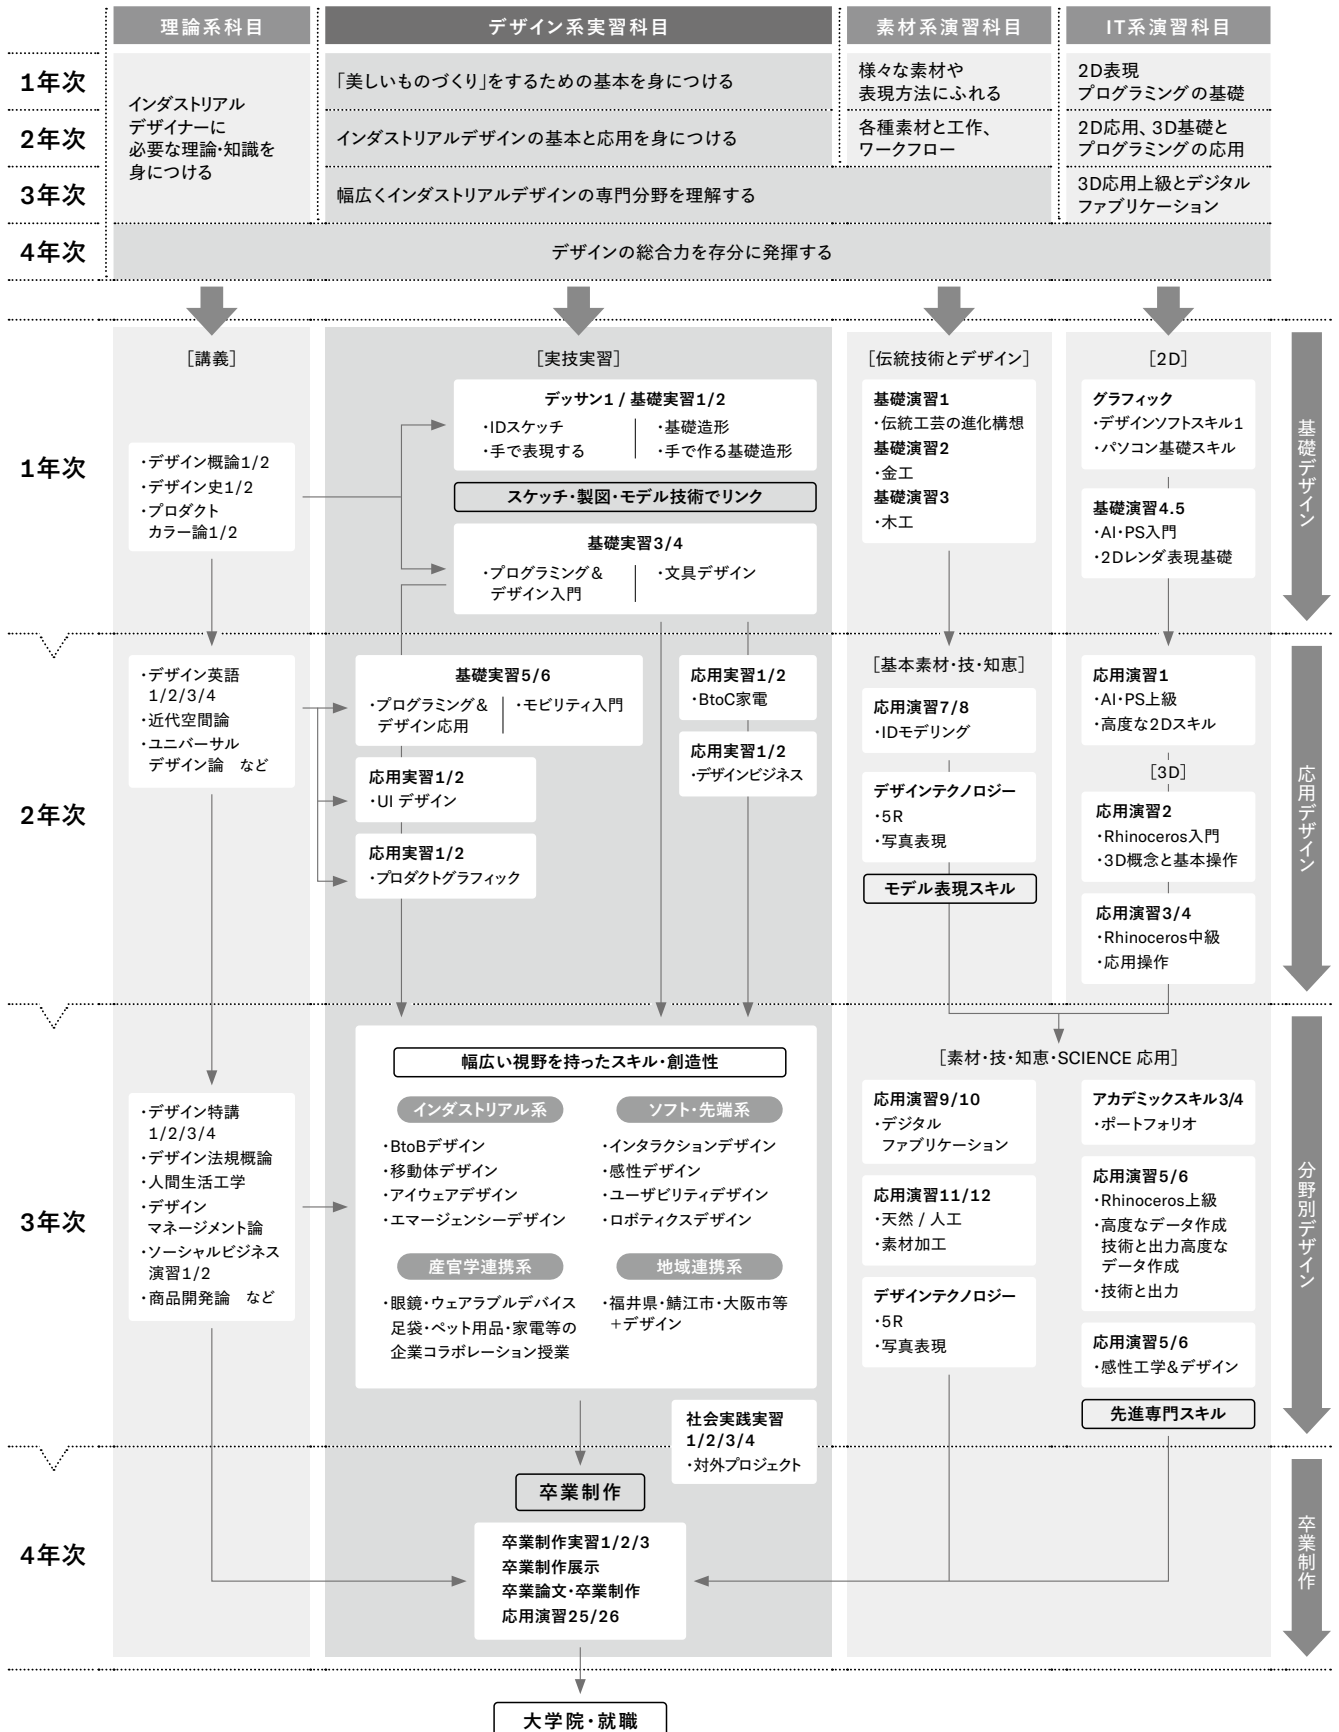 理論系科目
デザイン系実習科目
素材系演習科目
IT系演習科目
1年次
2年次
3年次
4年次
インダストリアル
デザイナーに
必要な理論・知識を
身につける
「美しいものづくり」をするための基本を身につける
インダストリアルデザインの基本と応用を身につける
幅広くインダストリアルデザインの専門分野を理解する
様々な素材や
表現方法にふれる
各種素材と工作、
ワークフロー
2D表現
プログラミングの基礎
2D応用、3D基礎と
プログラミングの応用
3D応用上級とデジタル
ファブリケーション
デザインの総合力を存分に発揮する
1年次
[講義]
・デザイン概論1/2
・デザイン史1/2
・プロダクト
カラー論1/2
[実技実習]
デッサン1 / 基礎実習1/2
・IDスケッチ
・手で表現する
・基礎造形
・手で作る基礎造形
スケッチ・製図・モデル技術でリンク
基礎実習3/4
・プログラミング&
デザイン入門
・文具デザイン
[伝統技術とデザイン]
基礎演習1
・伝統工芸の進化構想
基礎演習2
・金工
基礎演習3
・木工
[2D]
グラフィック
・デザインソフトスキル1
・パソコン基礎スキル
基礎演習4.5
・AI・PS入門
・2Dレンダ表現基礎
基礎デザイン
2年次
・デザイン英語
1/2/3/4
・近代空間論
・ユニバーサル
デザイン論 など
基礎実習5/6
・プログラミング&
デザイン応用
・モビリティ入門
応用実習1/2
・UI デザイン
応用実習1/2
・プロダクトグラフィック
応用実習1/2
・BtoC家電
応用実習1/2
・デザインビジネス
[基本素材・技・知恵]
応用演習7/8
・IDモデリング
デザインテクノロジー
・5R
・写真表現
モデル表現スキル
応用演習1
・AI・PS上級
・高度な2Dスキル
[3D]
応用演習2
・Rhinoceros入門
・3D概念と基本操作
応用演習3/4
・Rhinoceros中級
・応用操作
応用デザイン
3年次
・デザイン特講
1/2/3/4
・デザイン法規概論
・人間生活工学
・デザイン
マネージメント論
・ソーシャルビジネス
演習1/2
・商品開発論 など
幅広い視野を持ったスキル・創造性
インダストリアル系
・BtoBデザイン
・移動体デザイン
・アイウェアデザイン
・エマージェンシーデザイン
ソフト・先端系
・インタラクションデザイン
・感性デザイン
・ユーザビリティデザイン
・ロボティクスデザイン
産官学連携系
・眼鏡・ウェアラブルデバイス
足袋・ペット用品・家電等の
企業コラボレーション授業
地域連携系
・福井県・鯖江市・大阪市等
+デザイン
[素材・技・知恵・SCIENCE 応用]
応用演習9/10
・デジタル
ファブリケーション
応用演習11/12
・天然 / 人工
・素材加工
デザインテクノロジー
・5R
・写真表現
アカデミックスキル3/4
・ポートフォリオ
応用演習5/6
・Rhinoceros上級
・高度なデータ作成
技術と出力高度な
データ作成
・技術と出力
応用演習5/6
・感性工学&デザイン
先進専門スキル
分野別デザイン
社会実践実習
1/2/3/4
・対外プロジェクト
4年次
卒業制作
卒業制作実習1/2/3
卒業制作展示
卒業論文・卒業制作
応用演習25/26
卒業制作
大学院・就職